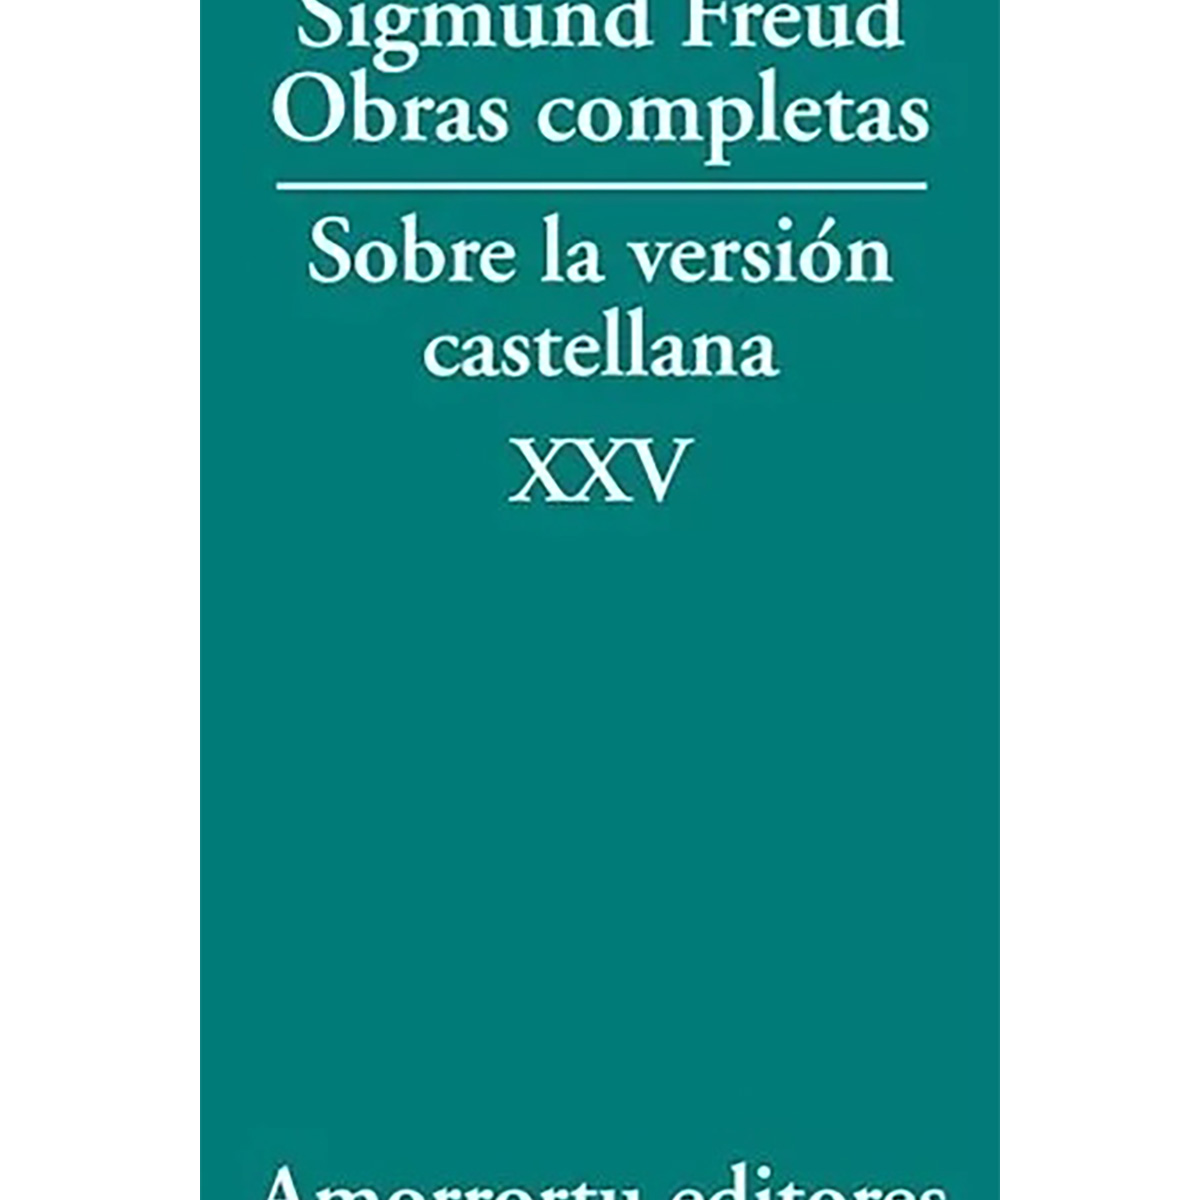 Sigmund Freud
Obras completas
Sobre la versión
castellana
XXV
Amorrortu editores